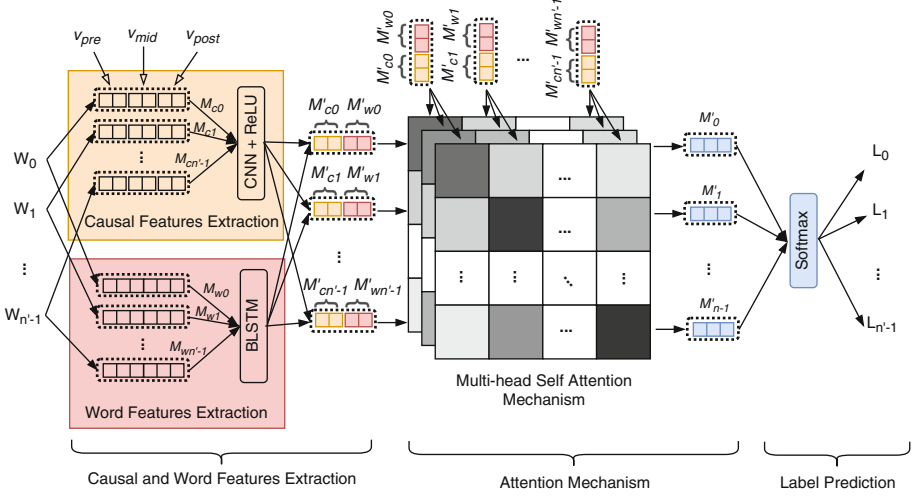 v_pre v_mid v_post
M'_w0 M'_w1 M'_wn'-1
M'_c0 M'_c1 ... M'_cn'-1
M_c0
M_c1
...
M_cn'-1
CNN + ReLU
Causal Features Extraction
W_0
W_1
...
W_n'-1
M_w0
M_w1
...
M_wn'-1
BLSTM
Word Features Extraction
M'_c0 M'_w0
M'_c1 M'_w1
...
M'_cn'-1 M'_wn'-1
...
...
... ... ... ...
...
Multi-head Self Attention
Mechanism
M'_0
M'_1
...
M'_n-1
Softmax
L_0
L_1
...
L_n'-1
Causal and Word Features Extraction
Attention Mechanism
Label Prediction